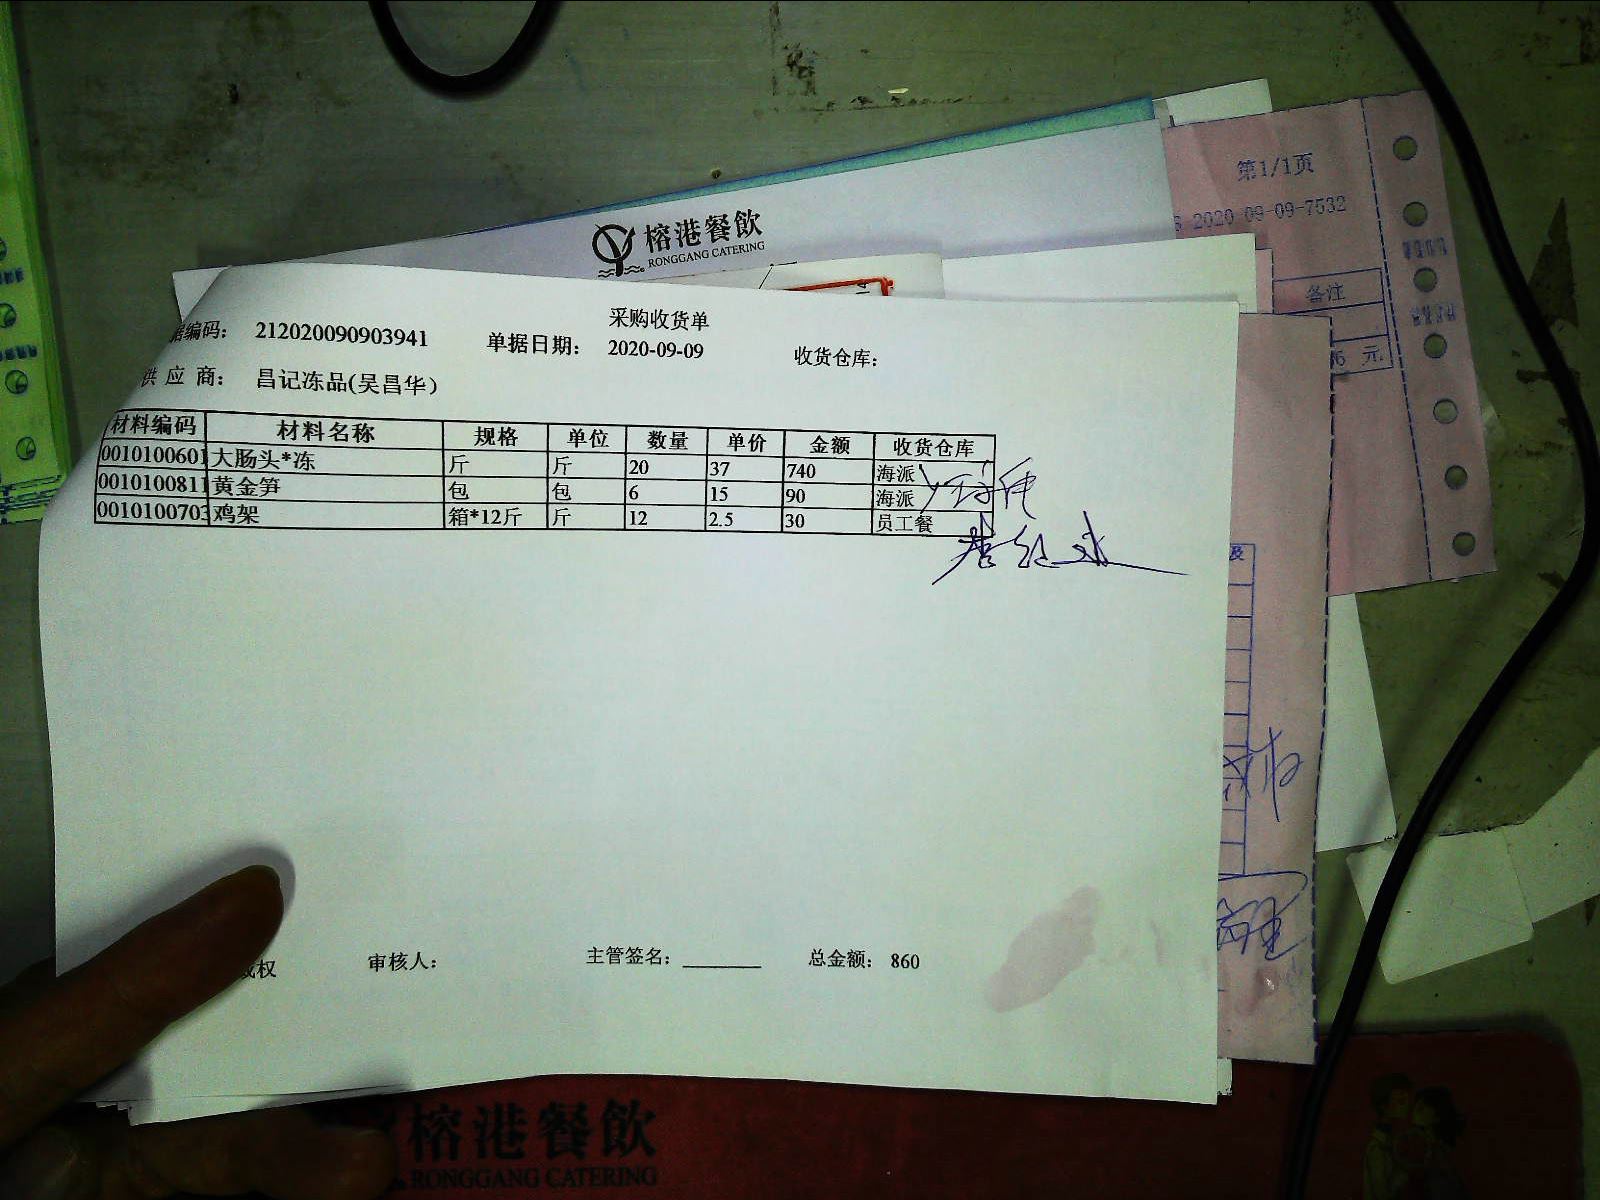 第1/1页
2020-09-09-7532
备注
元
榕港餐飲
RONGGANG CATERING
采购收货单
据编码： 212020090903941 单据日期： 2020-09-09 收货仓库：
供 应 商： 昌记冻品(吴昌华)
材料编码 材料名称 规格 单位 数量 单价 金额 收货仓库
0010100601 大肠头*冻 斤 斤 20 37 740 海派
0010100811 黄金笋 包 包 6 15 90 海派
0010100703 鸡架 箱*12斤 斤 12 2.5 30 员工餐
及
权 审核人： 主管签名： 总金额： 860
榕港餐飲
RONGGANG CATERING